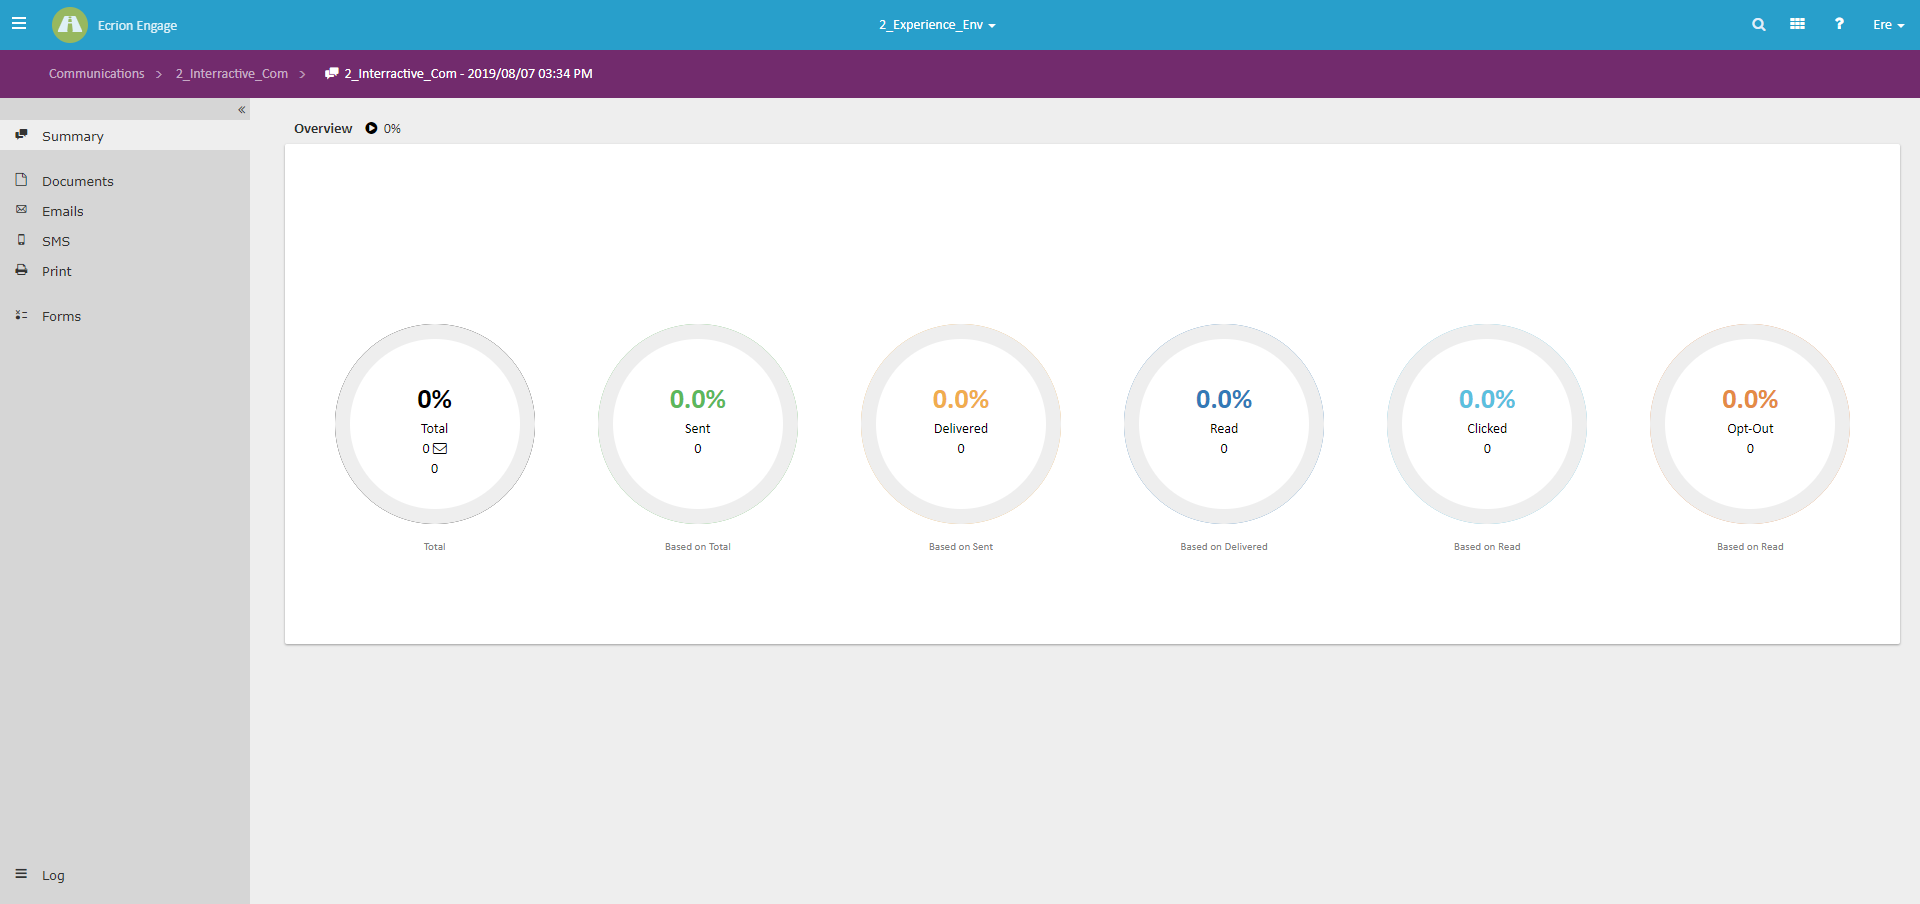 Ecrion Engage
2_Experience_Env
?
Ere
Communications > 2_Interractive_Com > 2_Interractive_Com - 2019/08/07 03:34 PM
«
Summary
Documents
Emails
SMS
Print
Forms
Log
Overview 0%
0%
Total
0
0
Total
0.0%
Sent
0
Based on Total
0.0%
Delivered
0
Based on Sent
0.0%
Read
0
Based on Delivered
0.0%
Clicked
0
Based on Read
0.0%
Opt-Out
0
Based on Read